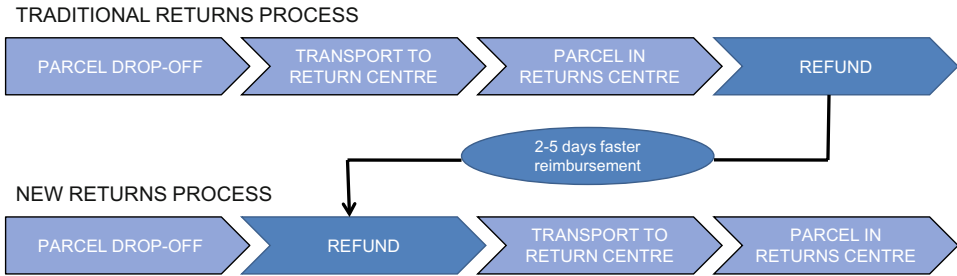 TRADITIONAL RETURNS PROCESS
PARCEL DROP-OFF
TRANSPORT TO
RETURN CENTRE
PARCEL IN
RETURNS CENTRE
REFUND
2-5 days faster
reimbursement
NEW RETURNS PROCESS
PARCEL DROP-OFF
REFUND
TRANSPORT TO
RETURN CENTRE
PARCEL IN
RETURNS CENTRE